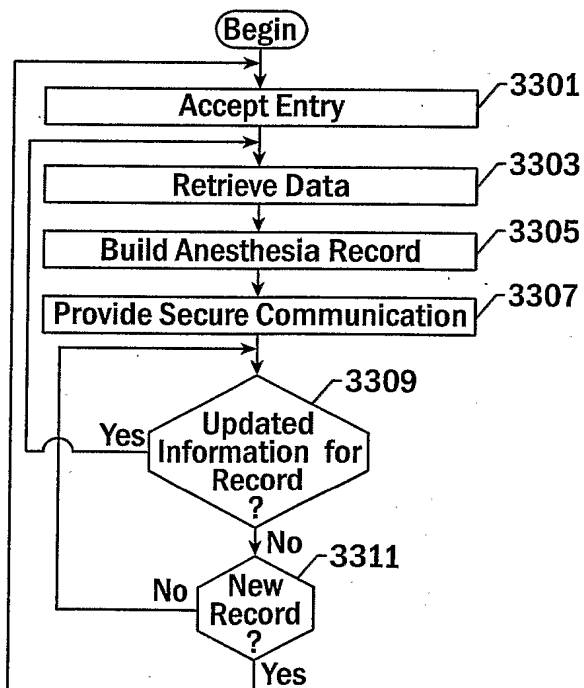 Begin
3301
Accept Entry
3303
Retrieve Data
3305
Build Anesthesia Record
3307
Provide Secure Communication
3309
Yes
Updated
Information for
Record
?
No
3311
No
New
Record
?
Yes